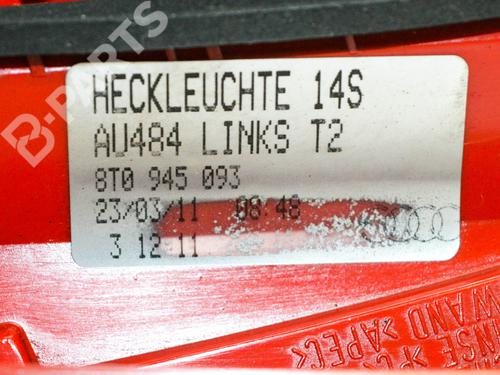 B-PARTS
HECKLEUCHTE 14S
AU484 LINKS T2
8T0 945 093
23/03/11 08:48
3 12 11